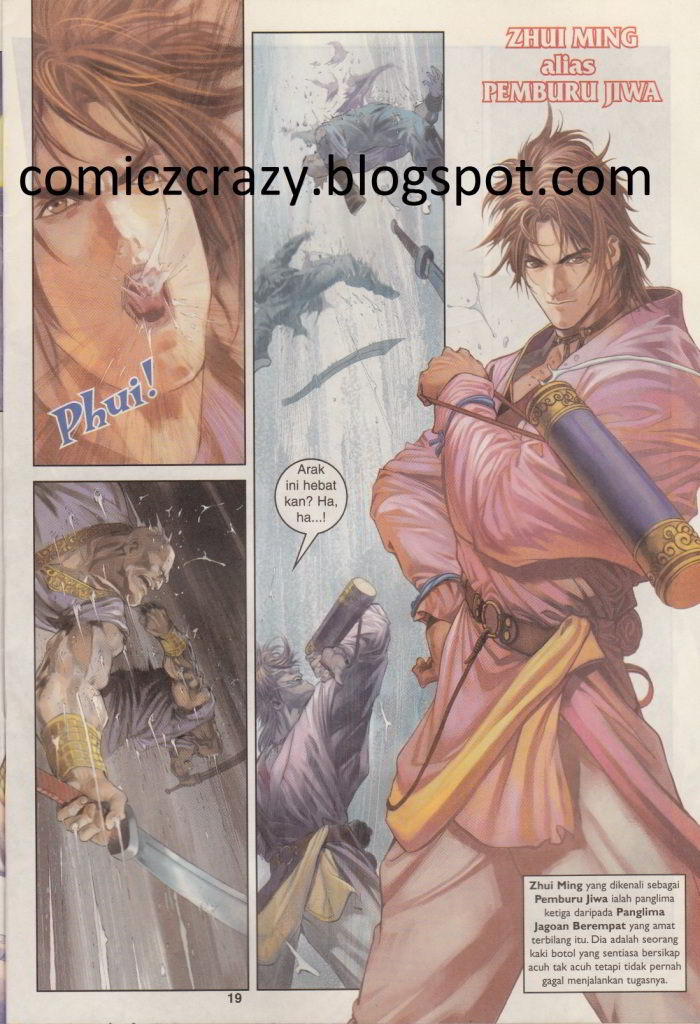 ZHUI MING
alias
PEMBURU JIWA
comiczcrazy.blogspot.com
Phui!
Arak
ini hebat
kan? Ha,
ha...!
Zhui Ming yang dikenali sebagai
Pemburu Jiwa ialah panglima
ketiga daripada Panglima
Jagoan Berempat yang amat
terbilang itu. Dia adalah seorang
kaki botol yang sentiasa bersikap
acuh tak acuh tetapi tidak pernah
gagal menjalankan tugasnya.
19